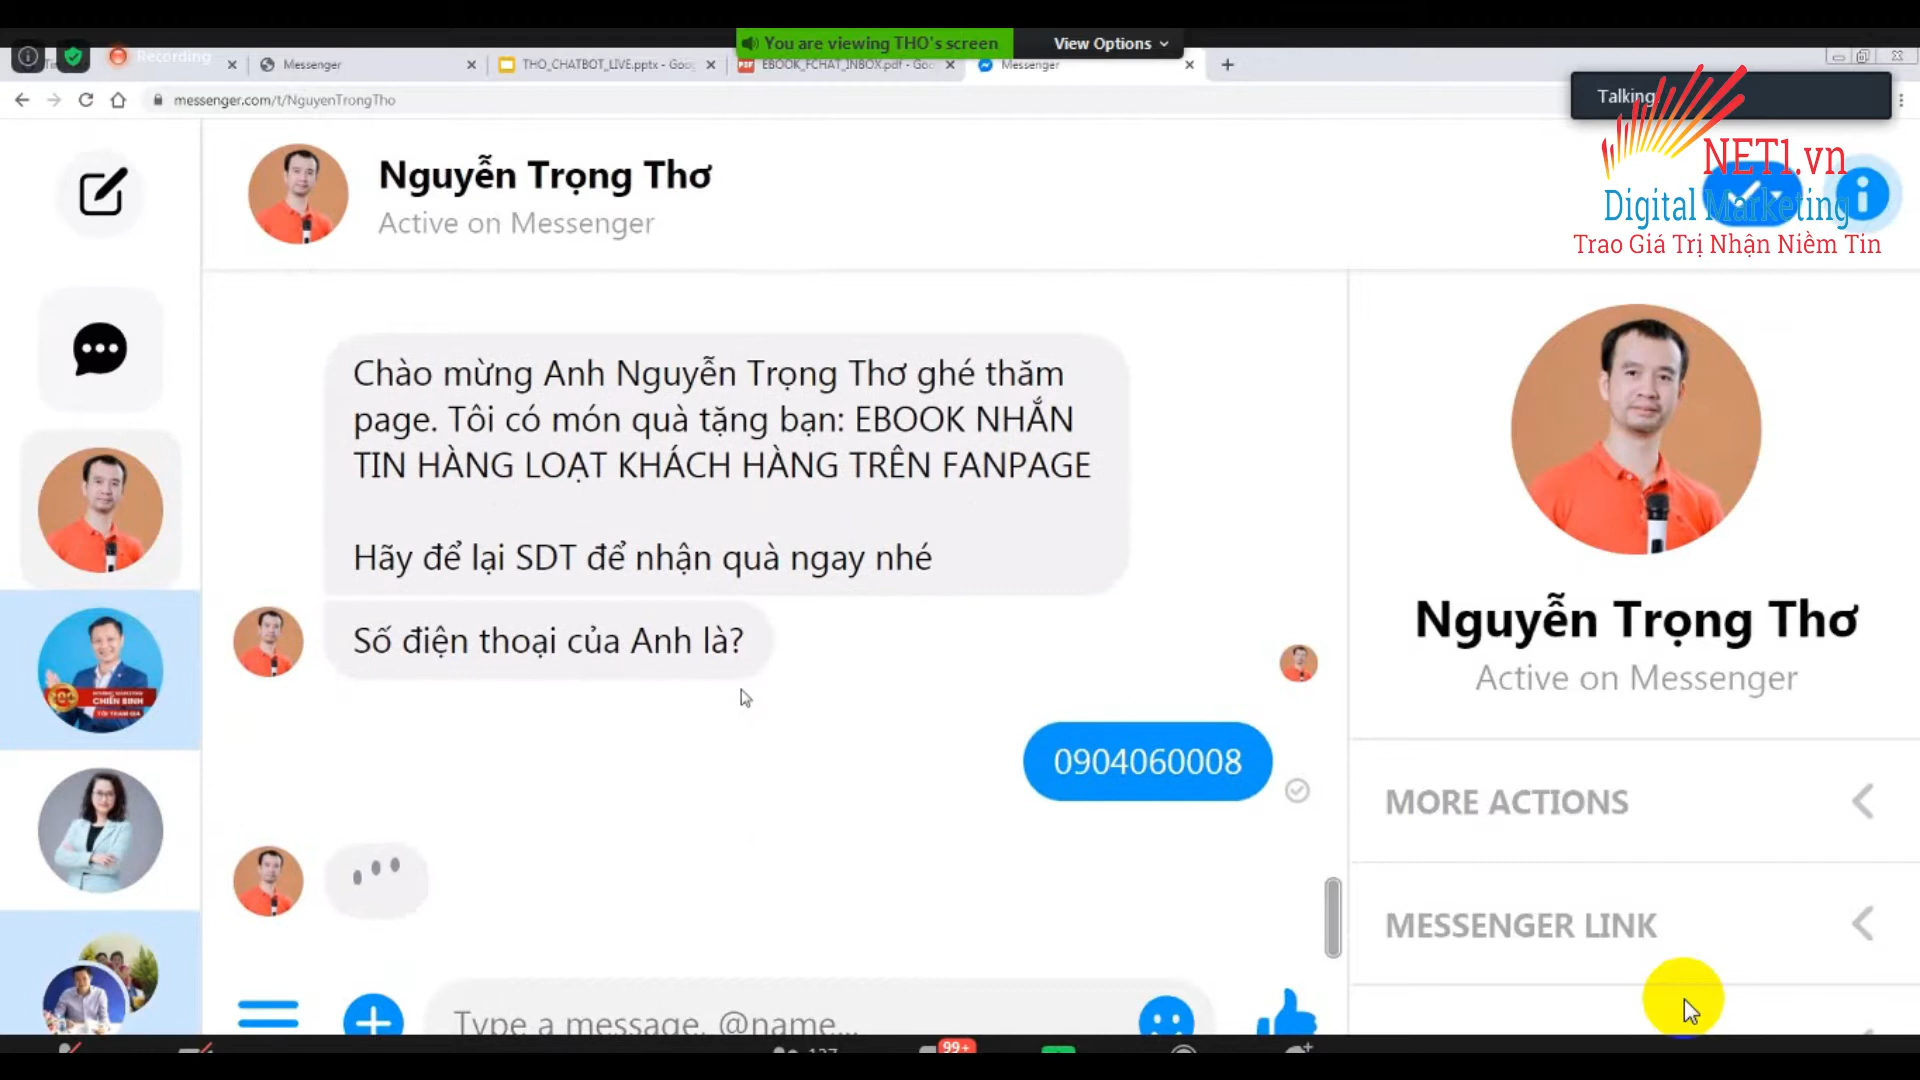 You are viewing THO's screen
View Options
Recording
Messenger
THO_CHATBOT_LIVE.pptx - Goo
EBOOK_FCHAT_INBOX.pdf - Goo
Messenger
messenger.com/t/NguyenTrongTho
Talking:
NET1.vn
Digital Marketing
Trao Giá Trị Nhận Niềm Tin
Nguyễn Trọng Thơ
Active on Messenger
Chào mừng Anh Nguyễn Trọng Thơ ghé thăm
page. Tôi có món quà tặng bạn: EBOOK NHẮN
TIN HÀNG LOẠT KHÁCH HÀNG TRÊN FANPAGE
Hãy để lại SDT để nhận quà ngay nhé
Số điện thoại của Anh là?
0904060008
Type a message, @name...
Nguyễn Trọng Thơ
Active on Messenger
MORE ACTIONS
MESSENGER LINK
CHIẾN BINH
99+